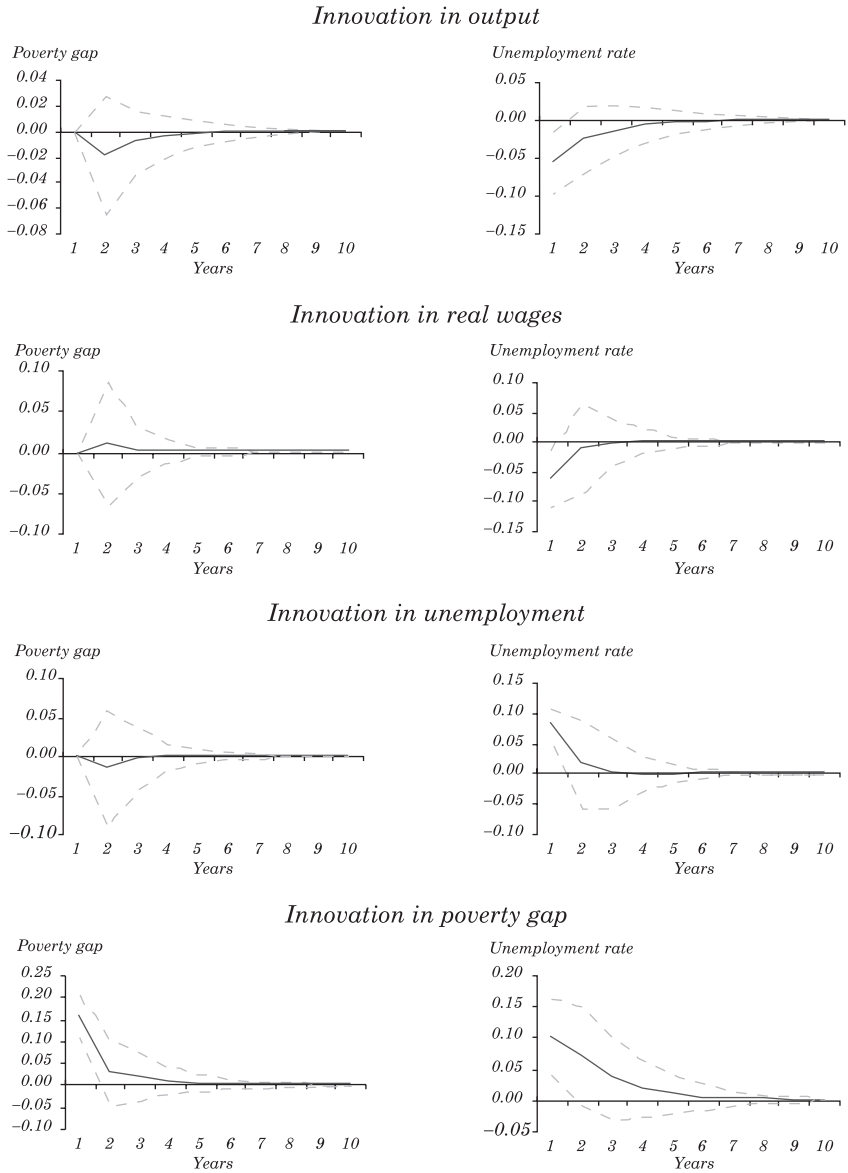 Innovation in output
Poverty gap
0.04
0.02
0.00
−0.02
−0.04
−0.06
−0.08
1 2 3 4 5 6 7 8 9 10
Years
Unemployment rate
0.05
0.00
−0.05
−0.10
−0.15
1 2 3 4 5 6 7 8 9 10
Years
Innovation in real wages
Poverty gap
0.10
0.05
0.00
−0.05
−0.10
1 2 3 4 5 6 7 8 9 10
Years
Unemployment rate
0.10
0.05
0.00
−0.05
−0.10
−0.15
1 2 3 4 5 6 7 8 9 10
Years
Innovation in unemployment
Poverty gap
0.10
0.05
0.00
−0.05
−0.10
1 2 3 4 5 6 7 8 9 10
Years
Unemployment rate
0.15
0.10
0.05
0.00
−0.05
−0.10
1 2 3 4 5 6 7 8 9 10
Years
Innovation in poverty gap
Poverty gap
0.25
0.20
0.15
0.10
0.05
0.00
−0.05
−0.10
1 2 3 4 5 6 7 8 9 10
Years
Unemployment rate
0.20
0.15
0.10
0.05
0.00
−0.05
1 2 3 4 5 6 7 8 9 10
Years